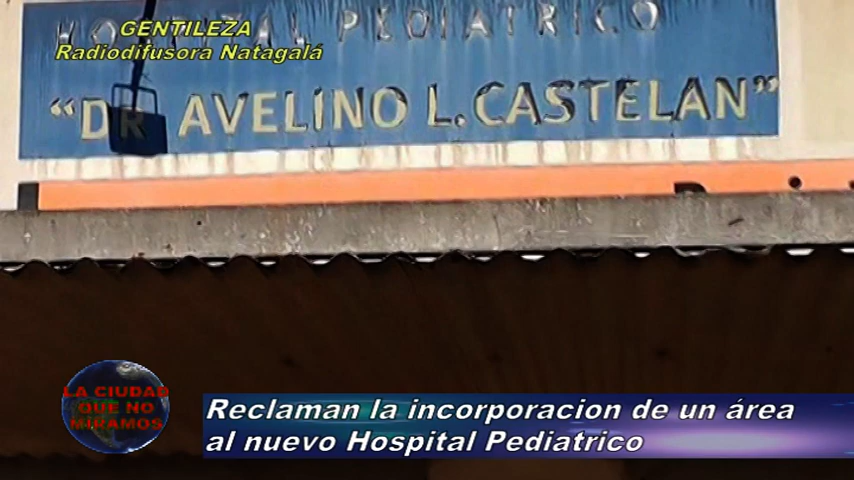 GENTILEZA
Radiodifusora Natagalá
HOSPITAL PEDIATRICO
“DR AVELINO L. CASTELAN”
LA CIUDAD
QUE NO
MIRAMOS
Reclaman la incorporacion de un área
al nuevo Hospital Pediatrico